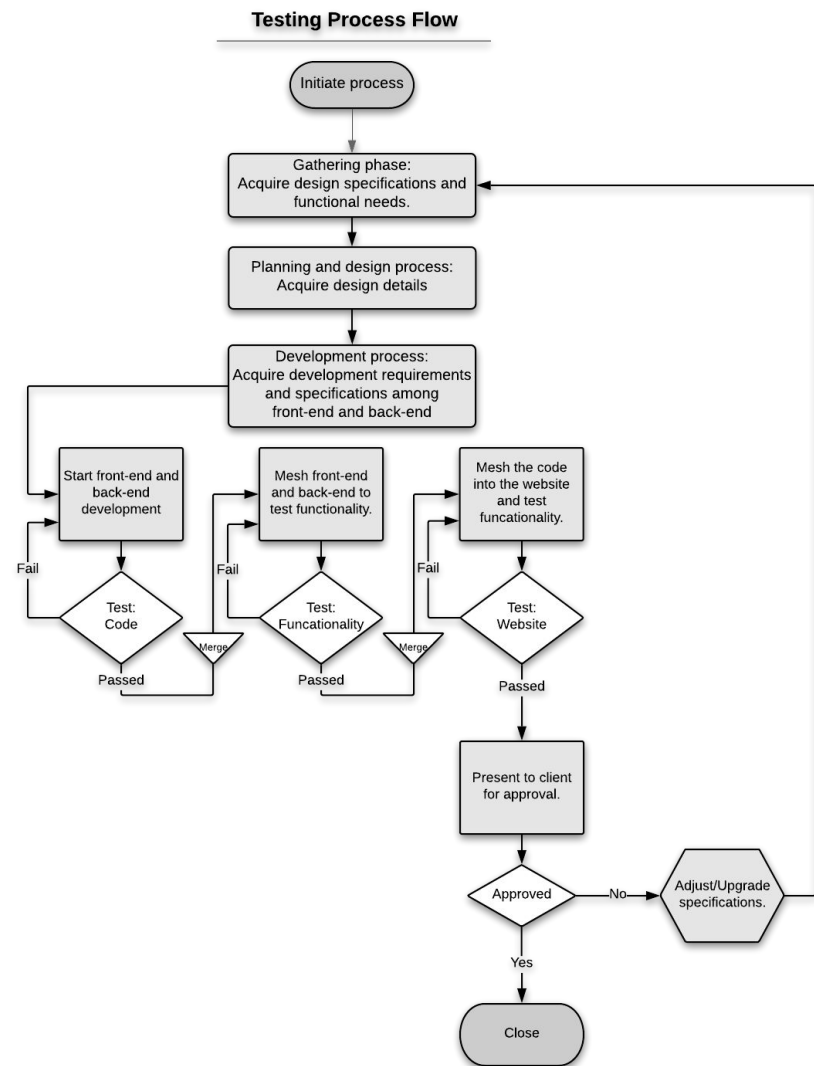 Testing Process Flow
Initiate process
Gathering phase:
Acquire design specifications and
functional needs.
Planning and design process:
Acquire design details
Development process:
Acquire development requirements
and specifications among
front-end and back-end
Start front-end and
back-end
development
Fail
Test:
Code
Passed
Merge
Mesh front-end
and back-end to
test functionality.
Fail
Test:
Funcationality
Passed
Merge
Mesh the code
into the website
and test
funcationality.
Fail
Test:
Website
Passed
Present to client
for approval.
Approved
No
Adjust/Upgrade
specifications.
Yes
Close